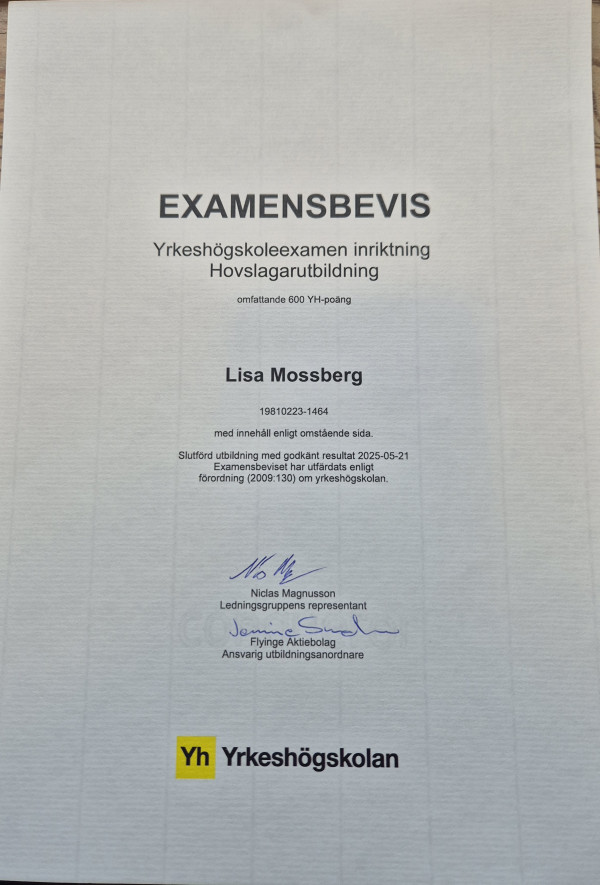 EXAMENSBEVIS
Yrkeshögskoleexamen inriktning
Hovslagarutbildning
omfattande 600 YH-poäng
Lisa Mossberg
19810223-1464
med innehåll enligt omstående sida.
Slutförd utbildning med godkänt resultat 2025-05-21
Examensbeviset har utfärdats enligt
förordning (2009:130) om yrkeshögskolan.
Niclas Magnusson
Ledningsgruppens representant
Flyinge Aktiebolag
Ansvarig utbildningsanordnare
Yh Yrkeshögskolan